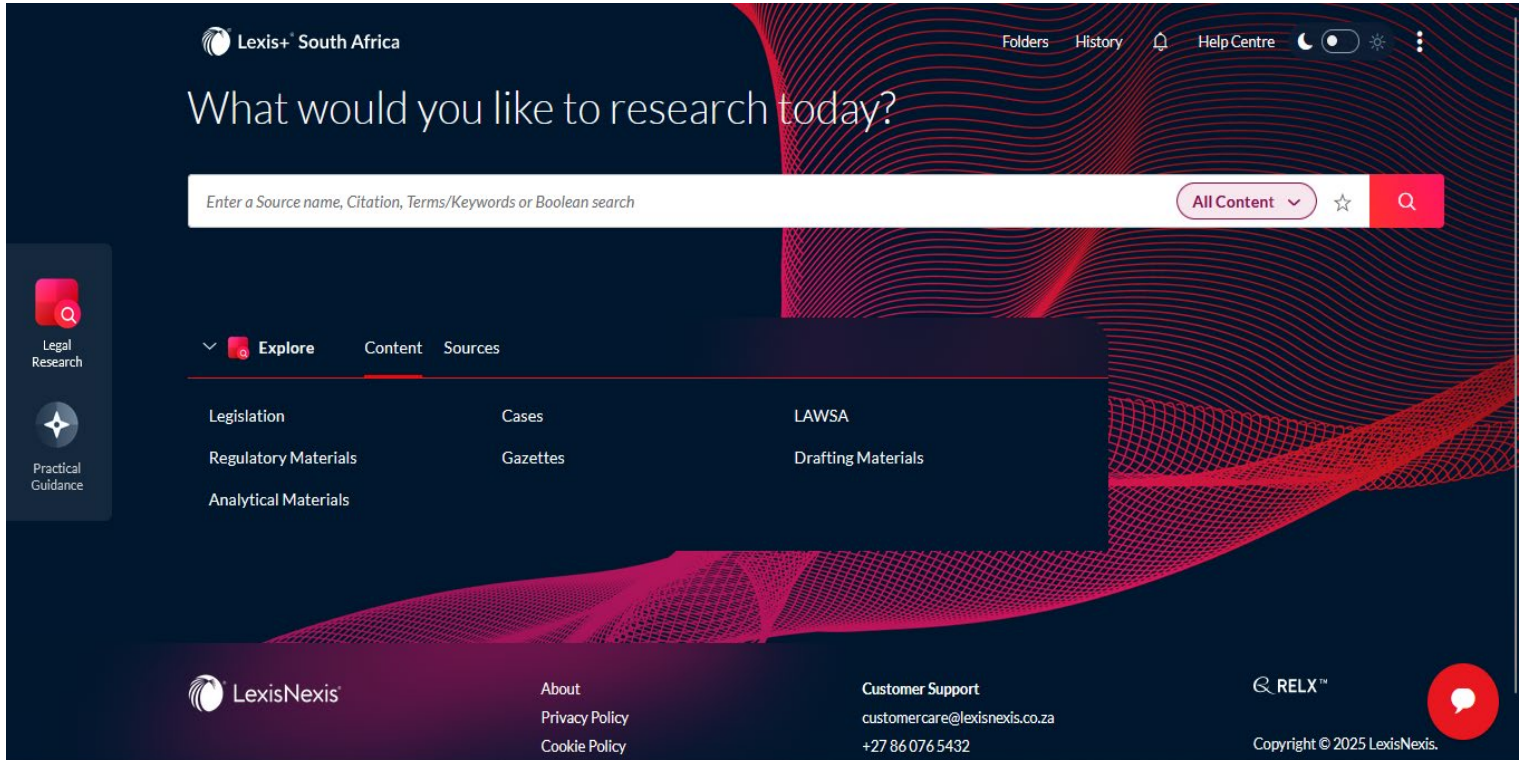 Lexis+® South Africa
Folders History Help Centre
What would you like to research today?
Enter a Source name, Citation, Terms/Keywords or Boolean search
All Content
Legal
Research
Practical
Guidance
Explore Content Sources
Legislation Cases LAWSA
Regulatory Materials Gazettes Drafting Materials
Analytical Materials
LexisNexis®
About
Privacy Policy
Cookie Policy
Customer Support
customercare@lexisnexis.co.za
+27 86 076 5432
RELX™
Copyright © 2025 LexisNexis.